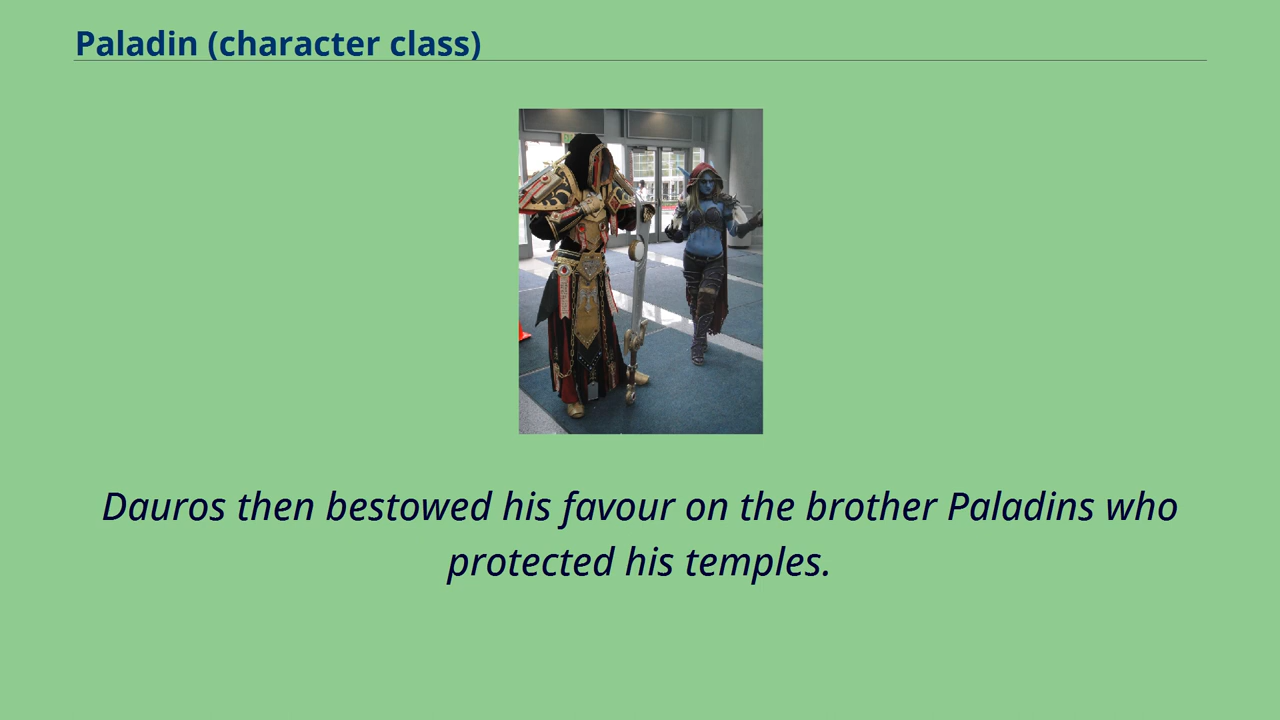 Paladin (character class)
Dauros then bestowed his favour on the brother Paladins who
protected his temples.